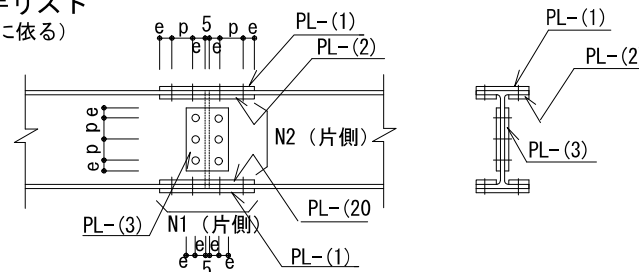 リスト
に依る)
5
e p p e
e e
PL-(1)
PL-(2)
e p p e
N2 (片側)
PL-(3)
N1 (片側)
PL-(20
PL-(1)
e e e e
5
PL-(1)
PL-(2
PL-(3)